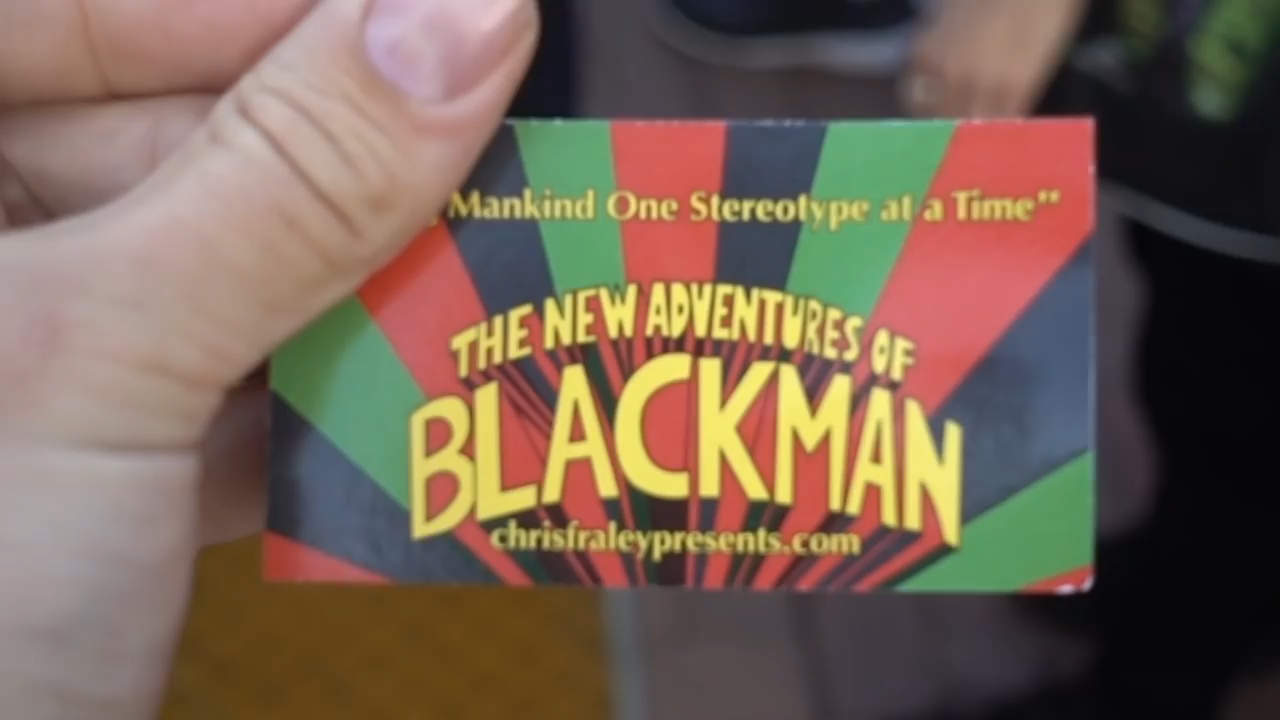 Mankind One Stereotype at a Time"
THE NEW ADVENTURES OF
BLACKMAN
chrisfraleypresents.com